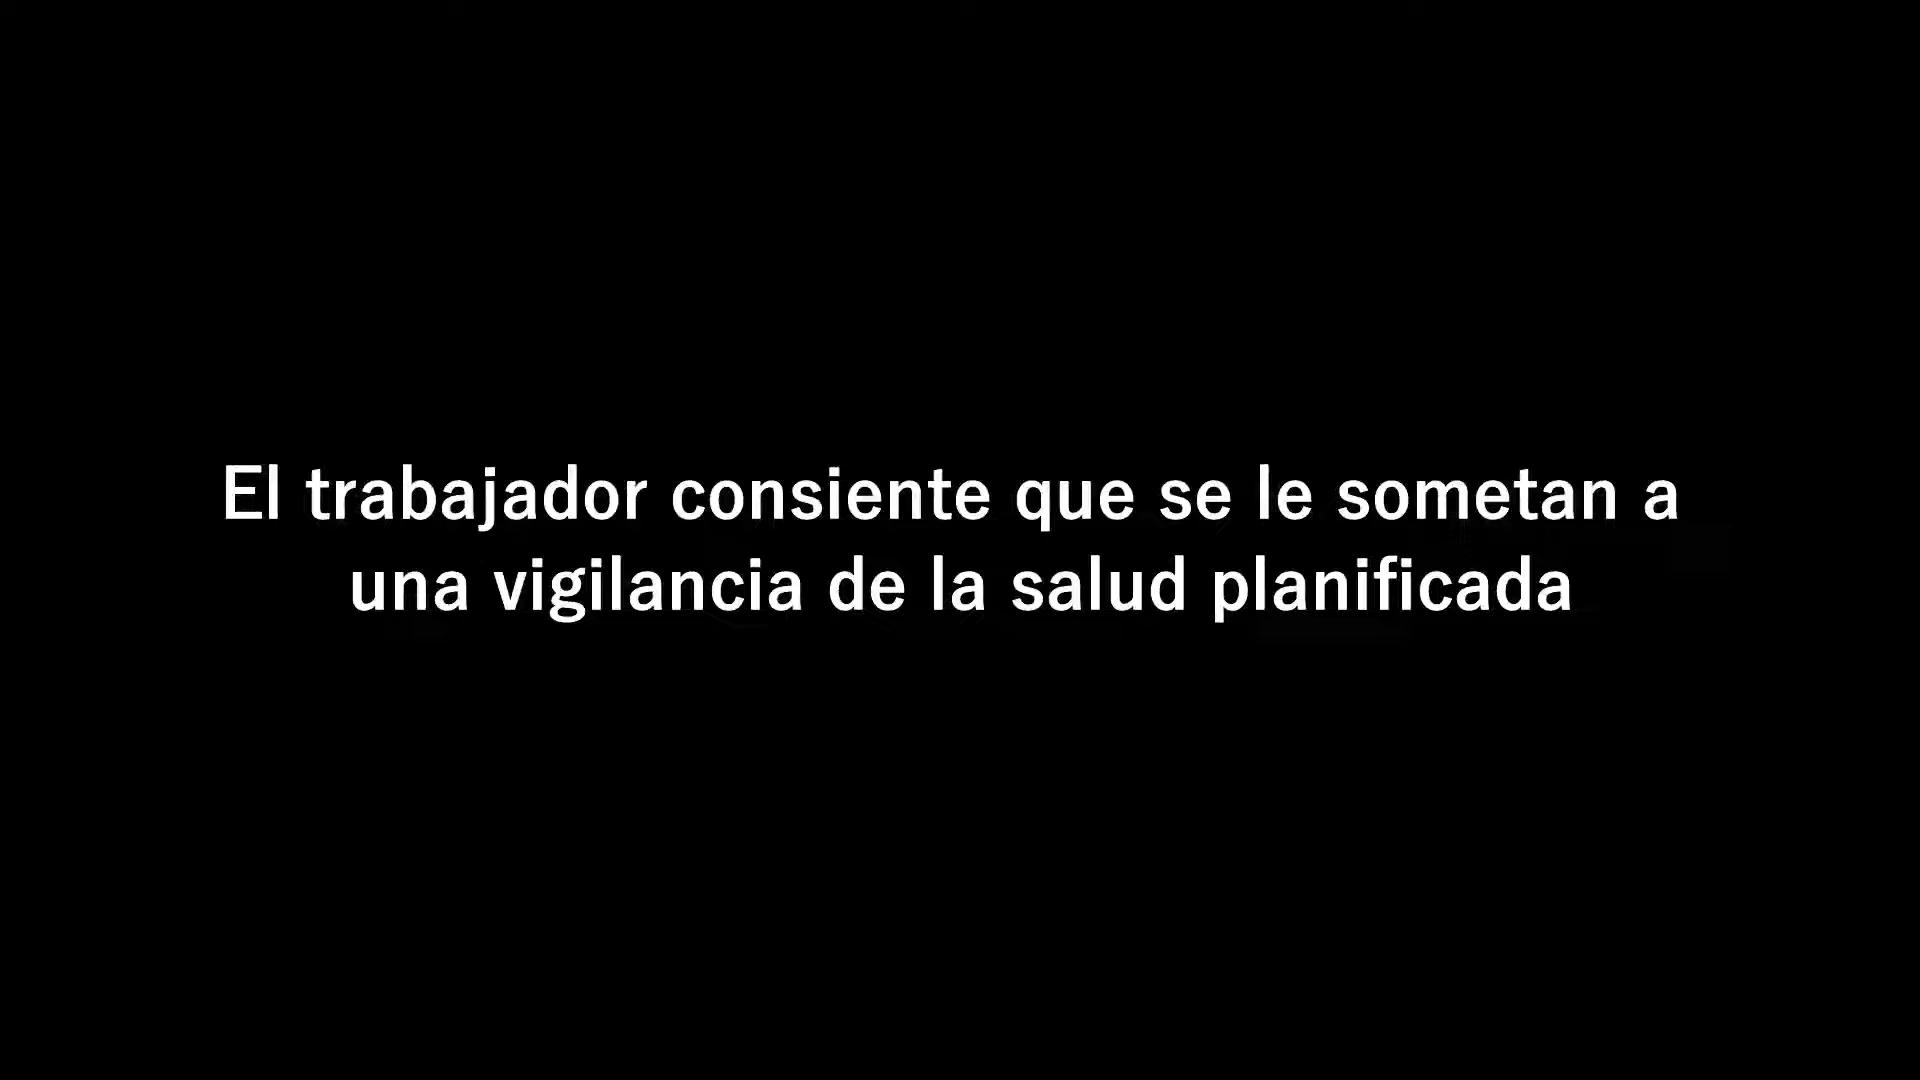 El trabajador consiente que se le sometan a
una vigilancia de la salud planificada